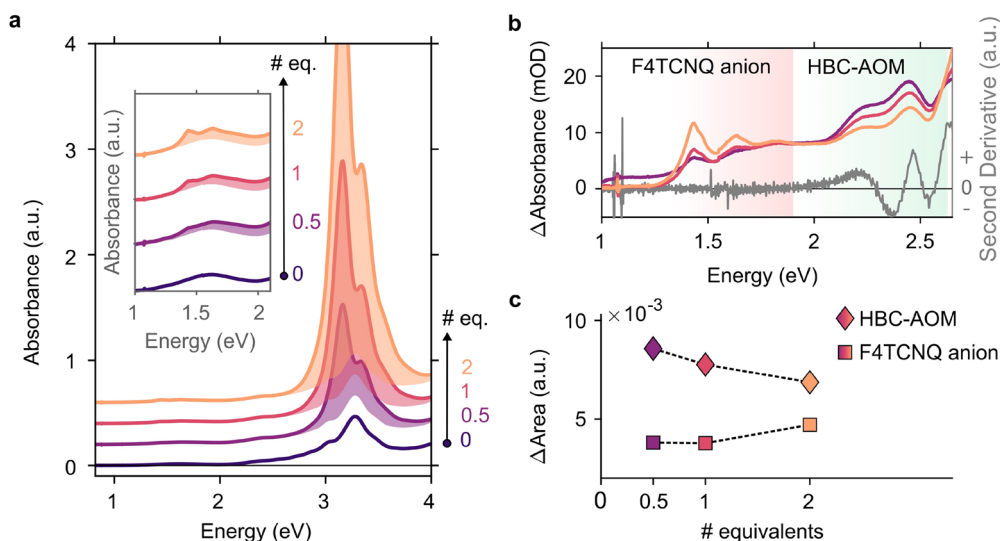 a
4
3
2
1
0
Absorbance (a.u.)
1
2
3
4
Energy (eV)
# eq.
2
1
0.5
0
Absorbance (a.u.)
1
1.5
2
Energy (eV)
# eq.
2
1
0.5
0
b
F4TCNQ anion
HBC-AOM
20
10
0
ΔAbsorbance (mOD)
+
0
-
Second Derivative (a.u.)
1
1.5
2
2.5
Energy (eV)
c
10
× 10⁻³
5
ΔArea (a.u.)
HBC-AOM
F4TCNQ anion
0
0.5
1
2
# equivalents